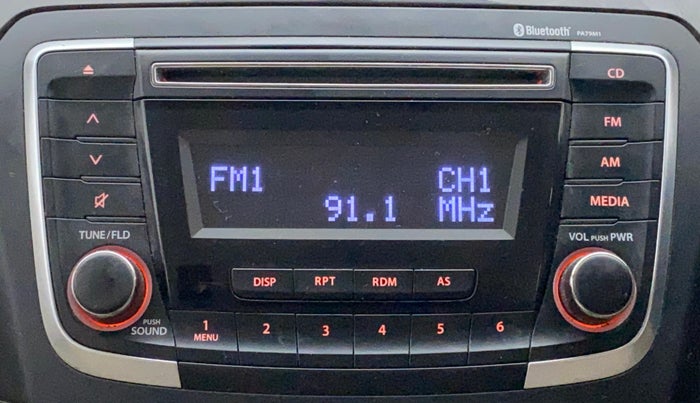 Bluetooth PA79M1
CD
FM
AM
MEDIA
FM1 CH1
91.1 MHz
TUNE/FLD
VOL PUSH PWR
DISP RPT RDM AS
PUSH
SOUND
1 2 3 4 5 6
MENU